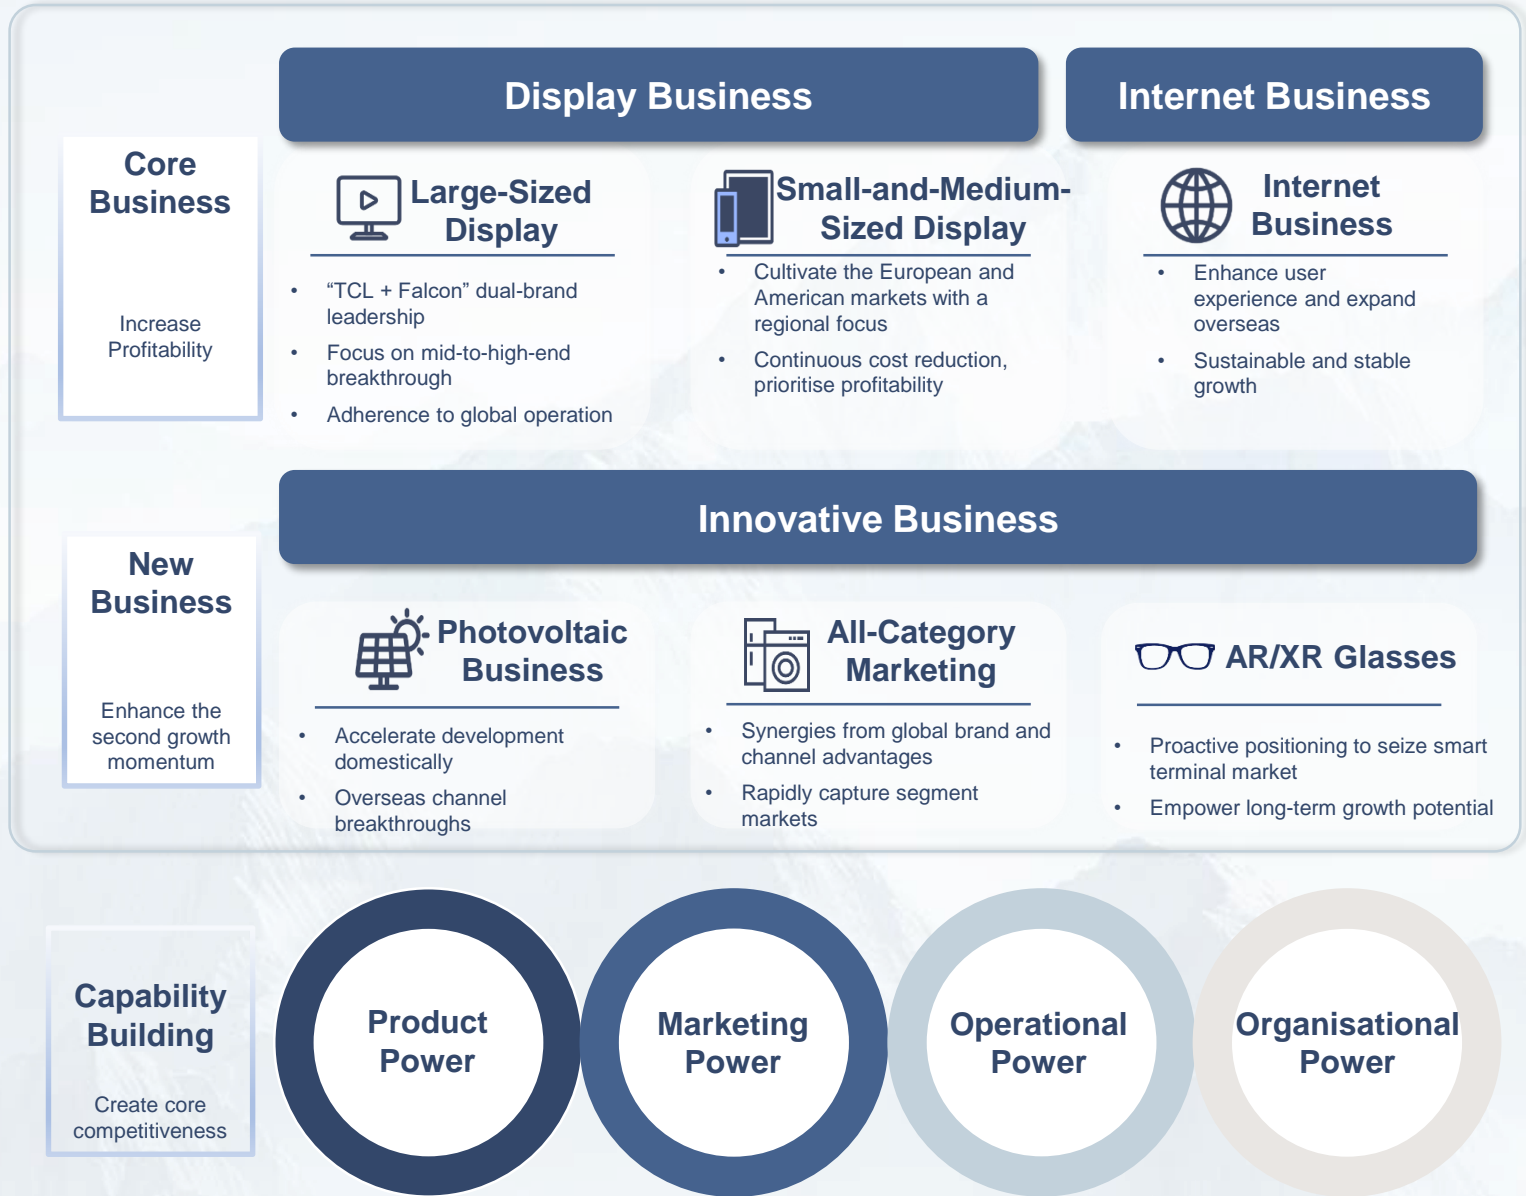 Display Business
Internet Business
Core
Business
Increase
Profitability
Large-Sized
Display
“TCL + Falcon” dual-brand
leadership
Focus on mid-to-high-end
breakthrough
Adherence to global operation
Small-and-Medium-
Sized Display
Cultivate the European and
American markets with a
regional focus
Continuous cost reduction,
prioritise profitability
Internet
Business
Enhance user
experience and expand
overseas
Sustainable and stable
growth
Innovative Business
New
Business
Enhance the
second growth
momentum
Photovoltaic
Business
Accelerate development
domestically
Overseas channel
breakthroughs
All-Category
Marketing
Synergies from global brand and
channel advantages
Rapidly capture segment
markets
AR/XR Glasses
Proactive positioning to seize smart
terminal market
Empower long-term growth potential
Capability
Building
Create core
competitiveness
Product
Power
Marketing
Power
Operational
Power
Organisational
Power